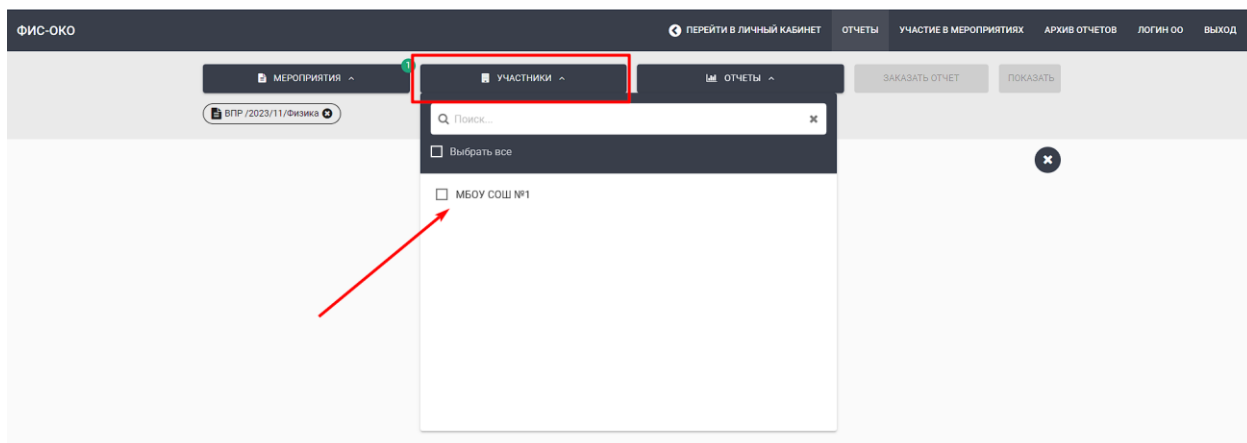 ФИС-ОКО
ПЕРЕЙТИ В ЛИЧНЫЙ КАБИНЕТ ОТЧЕТЫ УЧАСТИЕ В МЕРОПРИЯТИЯХ АРХИВ ОТЧЕТОВ ЛОГИН ОО ВЫХОД
МЕРОПРИЯТИЯ 1 УЧАСТНИКИ ОТЧЕТЫ ЗАКАЗАТЬ ОТЧЕТ ПОКАЗАТЬ
ВПР /2023/11/Физика
Поиск...
Выбрать все
МБОУ СОШ №1